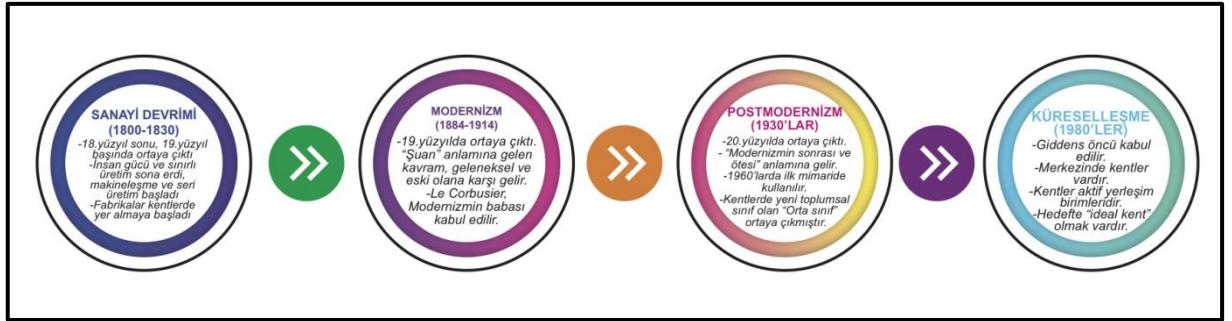 SANAYİ DEVRİMİ
(1800-1830)
-18.yüzyıl sonu, 19.yüzyıl
başında ortaya çıktı
-İnsan gücü ve sınırlı
üretim sona erdi,
makineleşme ve seri
üretim başladı
-Fabrikalar kentlerde
yer almaya başladı
MODERNİZM
(1884-1914)
-19.yüzyılda ortaya çıktı.
“Şuan” anlamına gelen
kavram, geleneksel ve
eski olana karşı gelir.
-Le Corbusier,
Modernizmin babası
kabul edilir.
POSTMODERNİZM
(1930’LAR)
-20.yüzyılda ortaya çıktı.
- “Modernizmin sonrası ve
ötesi” anlamına gelir.
-1960’larda ilk mimaride
kullanılır.
-Kentlerde yeni toplumsal
sınıf olan “Orta sınıf”
ortaya çıkmıştır.
KÜRESELLEŞME
(1980’LER)
-Giddens öncü kabul
edilir.
-Merkezinde kentler
vardır.
-Kentler aktif yerleşim
birimleridir.
-Hedefte “ideal kent”
olmak vardır.